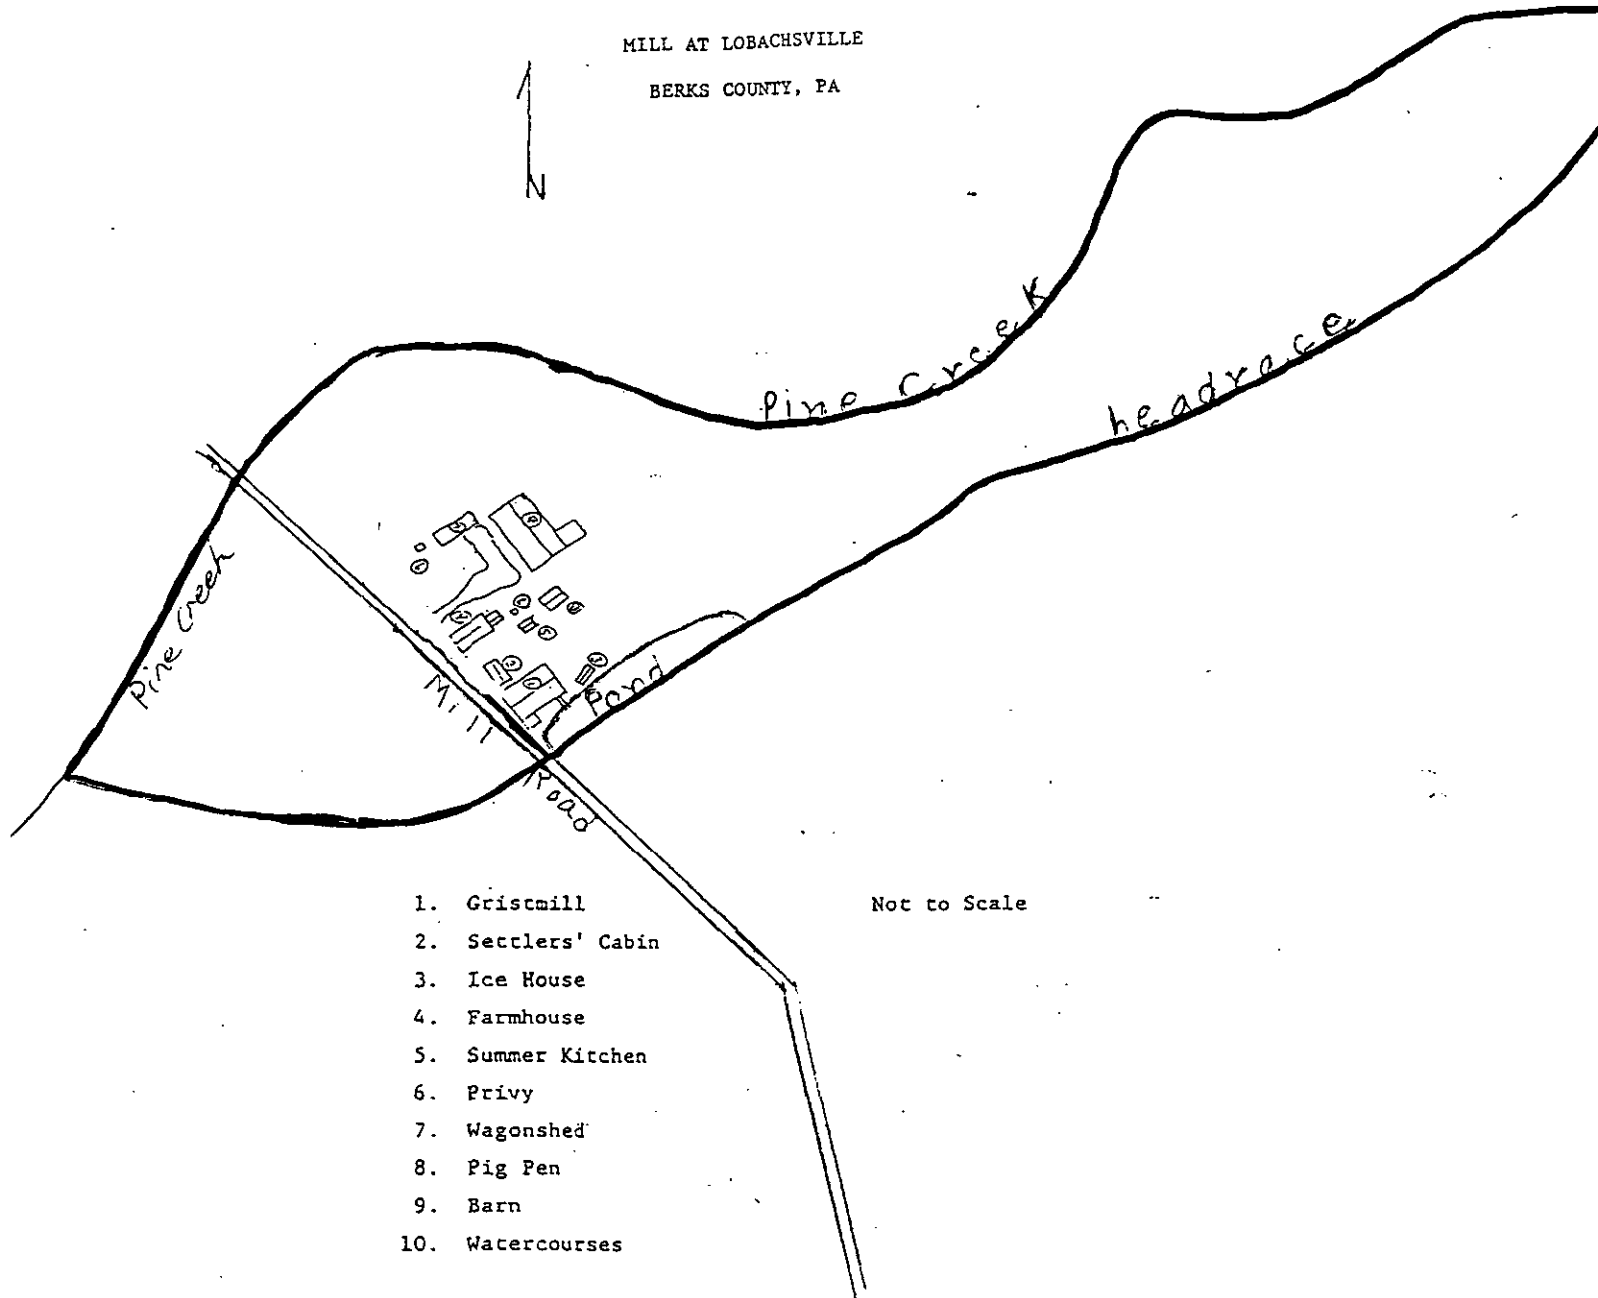 MILL AT LOBACHSVILLE
BERKS COUNTY, PA
N
Pine Creek
headrace
Pine Creek
Pond
Mill Road
1. Gristmill
2. Settlers' Cabin
3. Ice House
4. Farmhouse
5. Summer Kitchen
6. Privy
7. Wagonshed
8. Pig Pen
9. Barn
10. Watercourses
Not to Scale